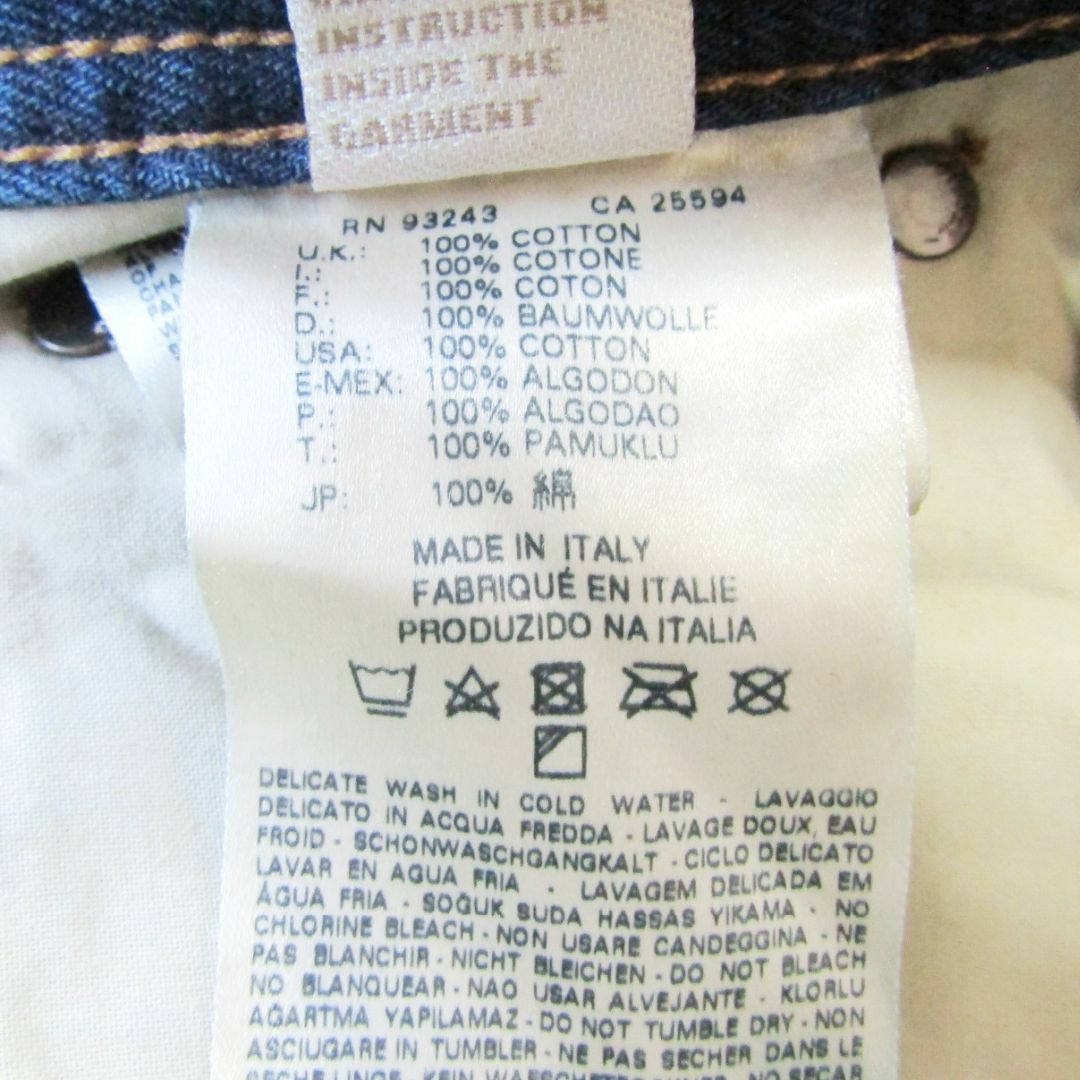 INSTRUCTION
INSIDE THE
GARMENT
RN 93243 CA 25594
U.K.: 100% COTTON
I.: 100% COTONE
F.: 100% COTON
D.: 100% BAUMWOLLE
USA: 100% COTTON
E-MEX: 100% ALGODON
P.: 100% ALGODAO
T.: 100% PAMUKLU
JP: 100% 綿
MADE IN ITALY
FABRIQUÉ EN ITALIE
PRODUZIDO NA ITALIA
DELICATE WASH IN COLD WATER - LAVAGGIO
DELICATO IN ACQUA FREDDA - LAVAGE DOUX, EAU
FROID - SCHONWASCHGANGKALT - CICLO DELICATO
LAVAR EN AGUA FRIA - LAVAGEM DELICADA EM
ÁGUA FRIA - SOGUK SUDA HASSAS YIKAMA - NO
CHLORINE BLEACH - NON USARE CANDEGGINA - NE
PAS BLANCHIR - NICHT BLEICHEN - DO NOT BLEACH
NO BLANQUEAR - NAO USAR ALVEJANTE - KLORLU
AGARTMA YAPILAMAZ - DO NOT TUMBLE DRY - NON
ASCIUGARE IN TUMBLER - NE PAS SECHER DANS LE
NO SECAR